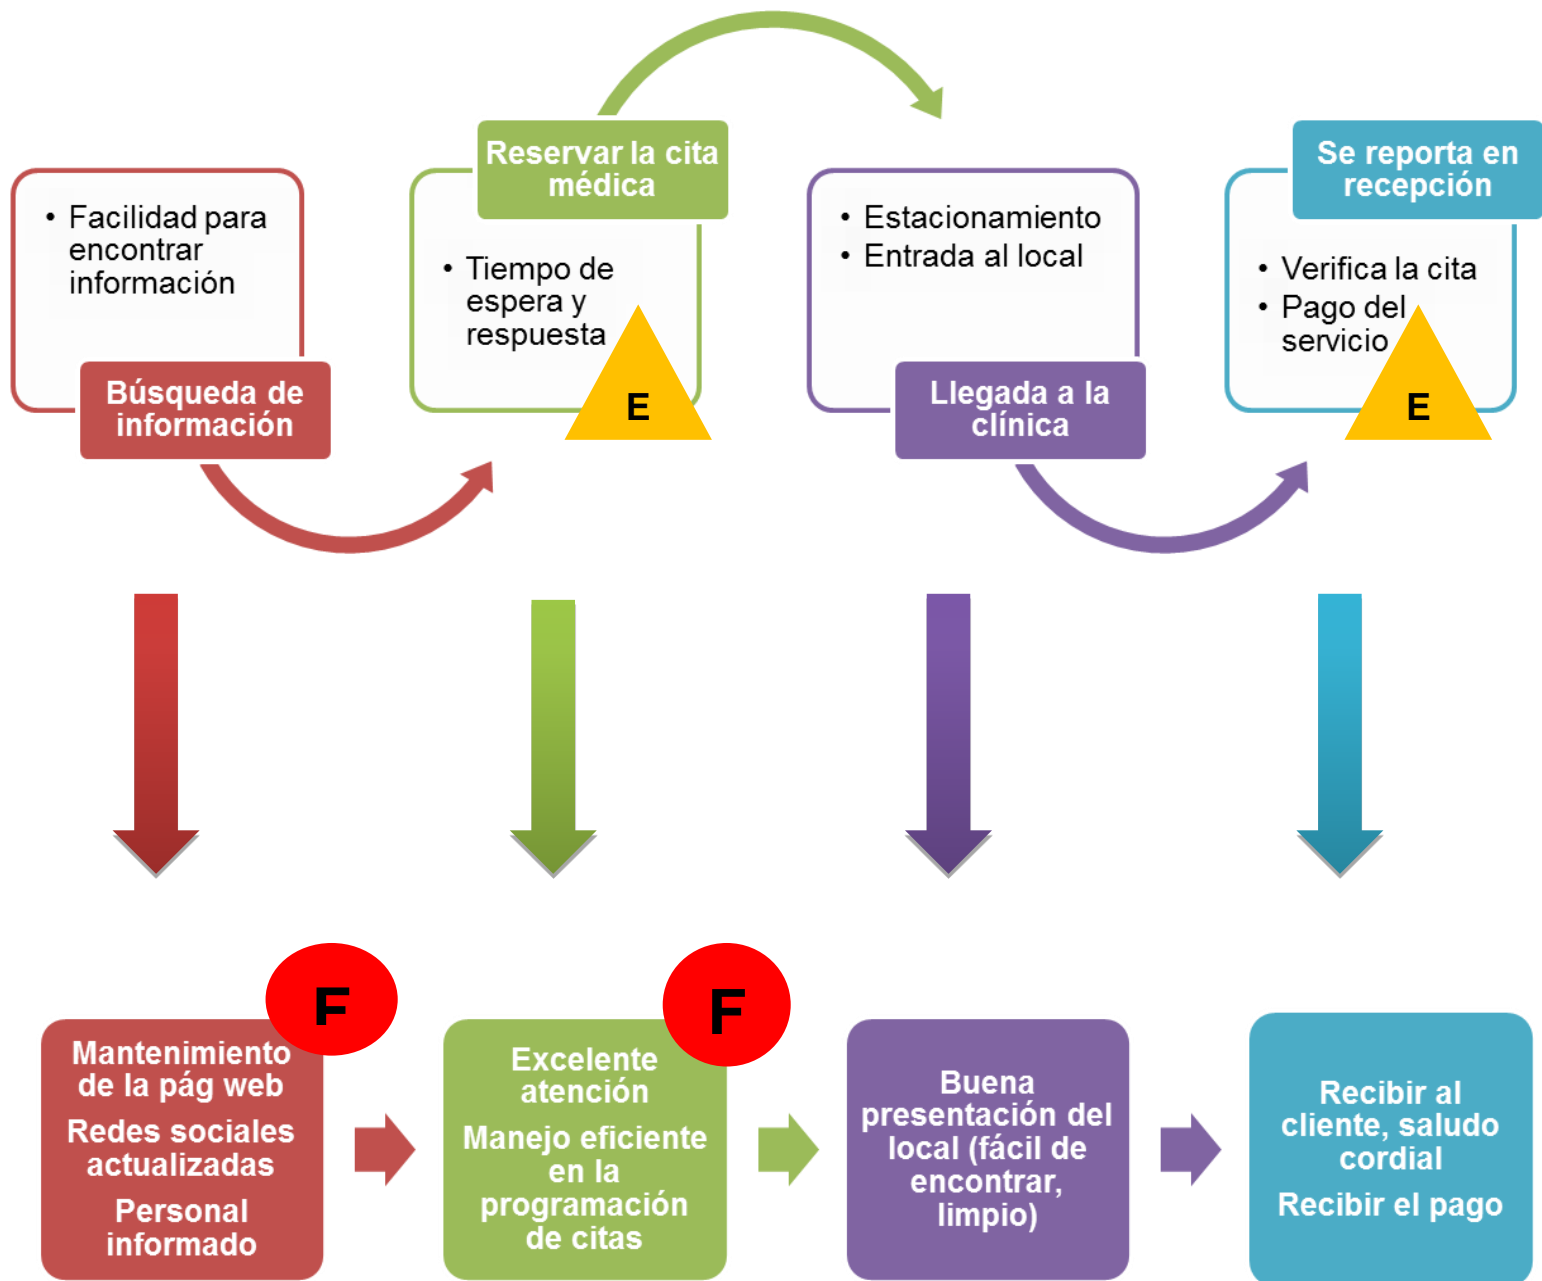 • Facilidad para
encontrar
información
Búsqueda de
información
Reservar la cita
médica
• Tiempo de
espera y
respuesta
E
• Estacionamiento
• Entrada al local
Llegada a la
clínica
Se reporta en
recepción
• Verifica la cita
• Pago del
servicio
E
F
Mantenimiento
de la pág web
Redes sociales
actualizadas
Personal
informado
F
Excelente
atención
Manejo eficiente
en la
programación
de citas
Buena
presentación del
local (fácil de
encontrar,
limpio)
Recibir al
cliente, saludo
cordial
Recibir el pago